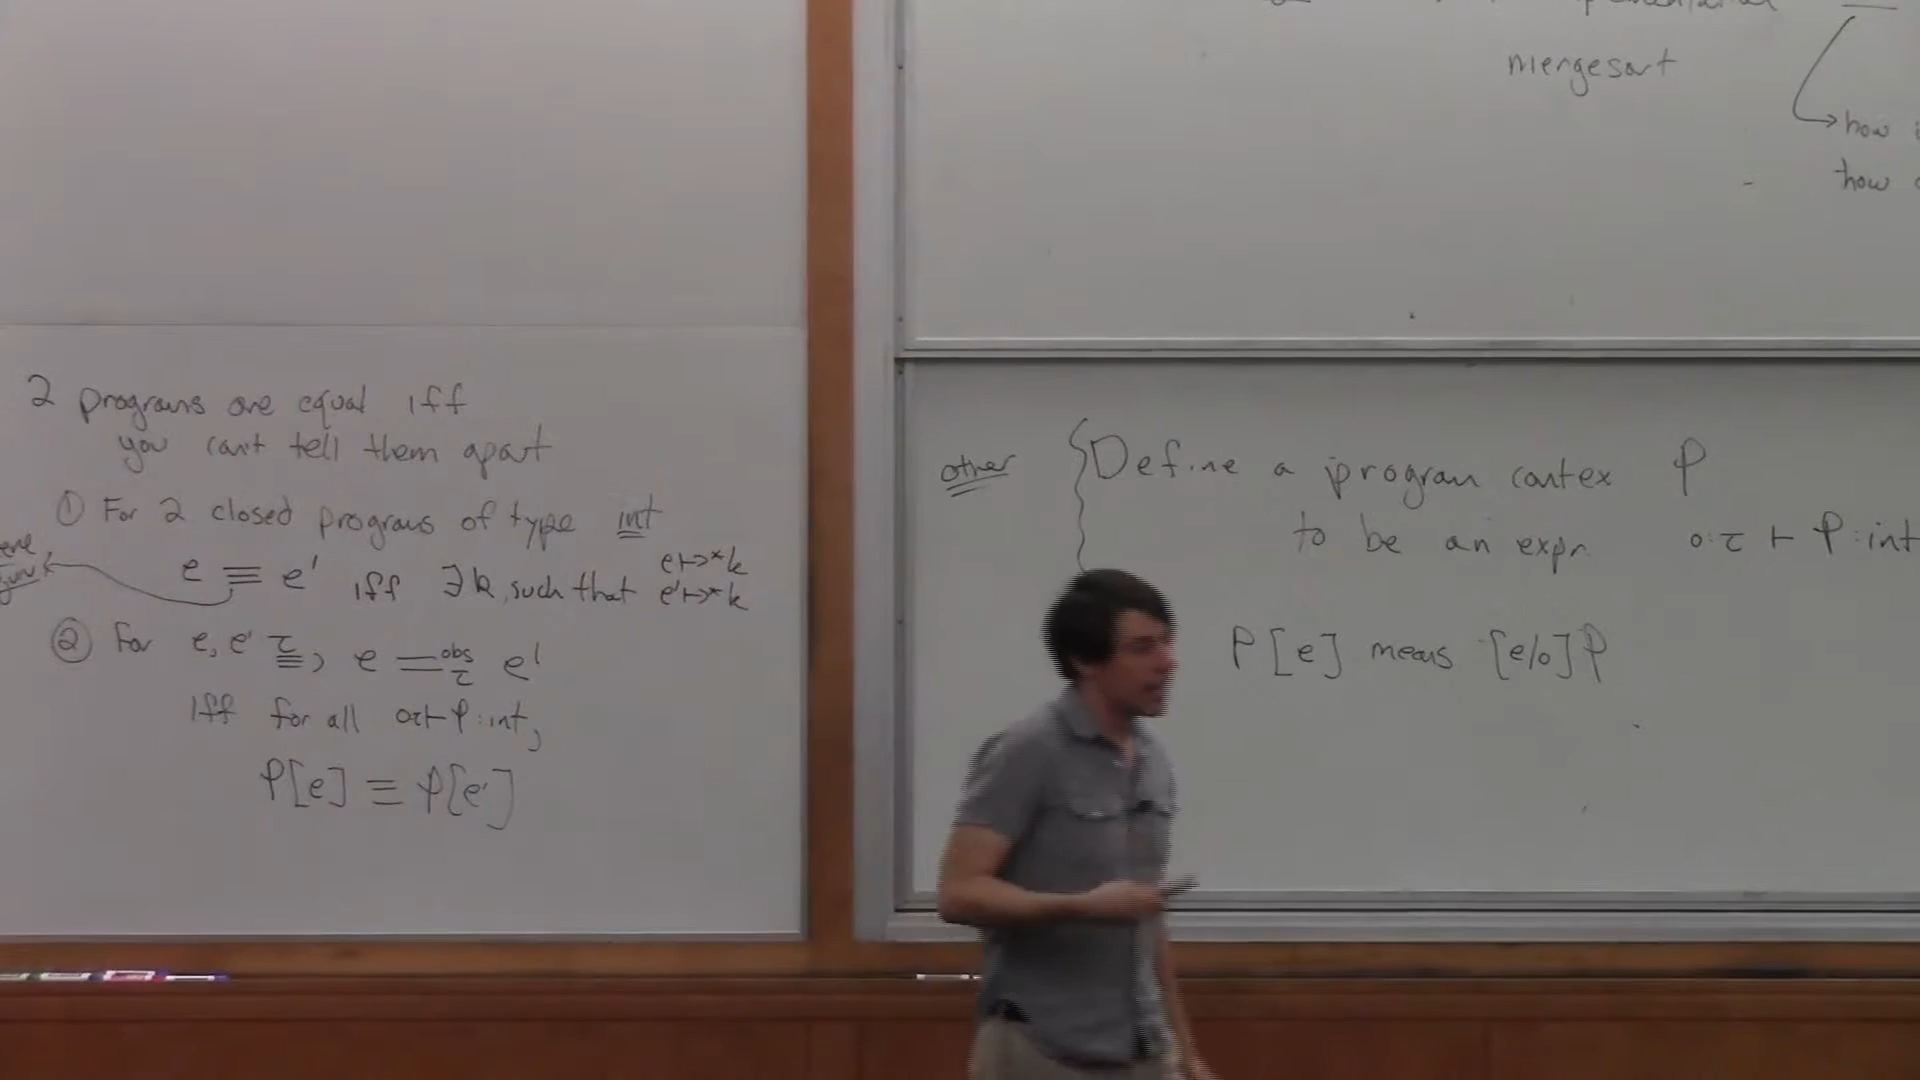 2 programs are equal iff
you can't tell them apart
① For 2 closed programs of type int
e ≡ e' iff ∃k, such that e ↦* k
e' ↦* k
② For e, e' : τ, e =obs τ e'
iff for all o:τ ⊢ P : int,
P[e] ≡ P[e']
mergesort
→ how
how
other { Define a program contex P
to be an expr. o:τ ⊢ P : int
P[e] means [e/o]P